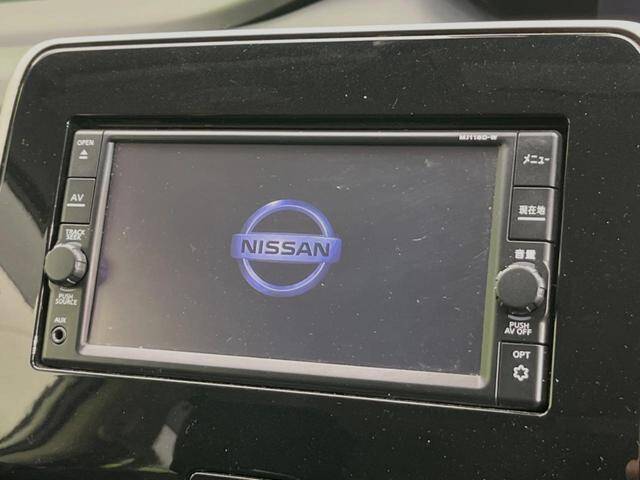 OPEN
AV
TRACK
SEEK
PUSH
SOURCE
AUX
NISSAN
MJ118D-W
メニュー
現在地
音量
PUSH
AV OFF
OPT